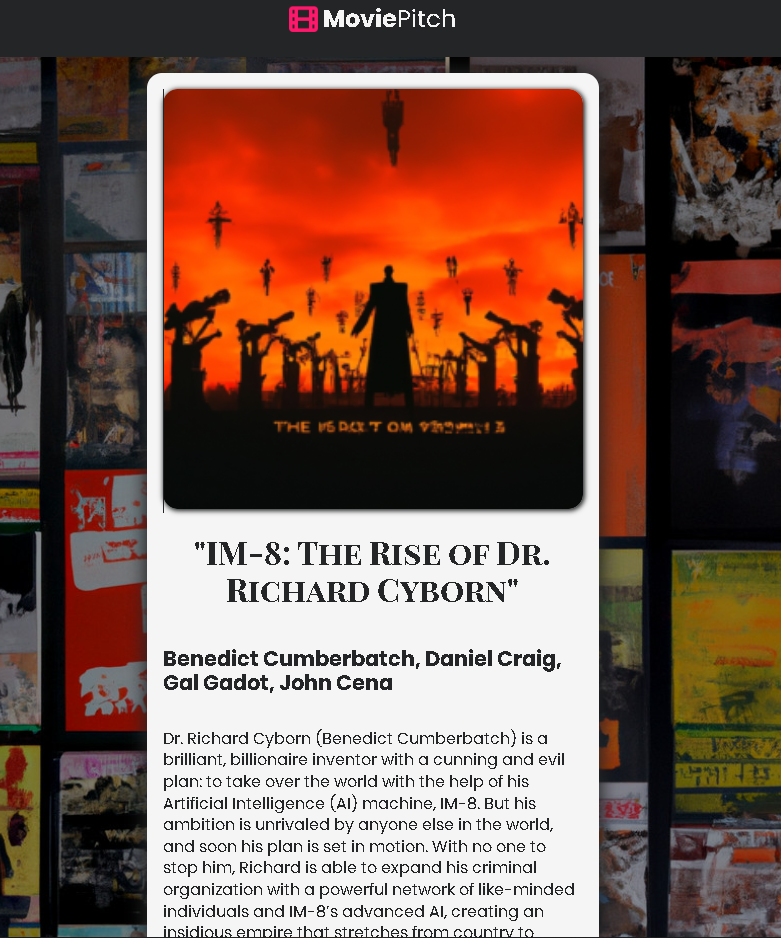 MoviePitch
THE
"IM-8: The Rise of Dr.
Richard Cyborn"
Benedict Cumberbatch, Daniel Craig,
Gal Gadot, John Cena
Dr. Richard Cyborn (Benedict Cumberbatch) is a
brilliant, billionaire inventor with a cunning and evil
plan: to take over the world with the help of his
Artificial Intelligence (AI) machine, IM-8. But his
ambition is unrivaled by anyone else in the world,
and soon his plan is set in motion. With no one to
stop him, Richard is able to expand his criminal
organization with a powerful network of like-minded
individuals and IM-8's advanced AI, creating an
insidious empire that stretches from country to